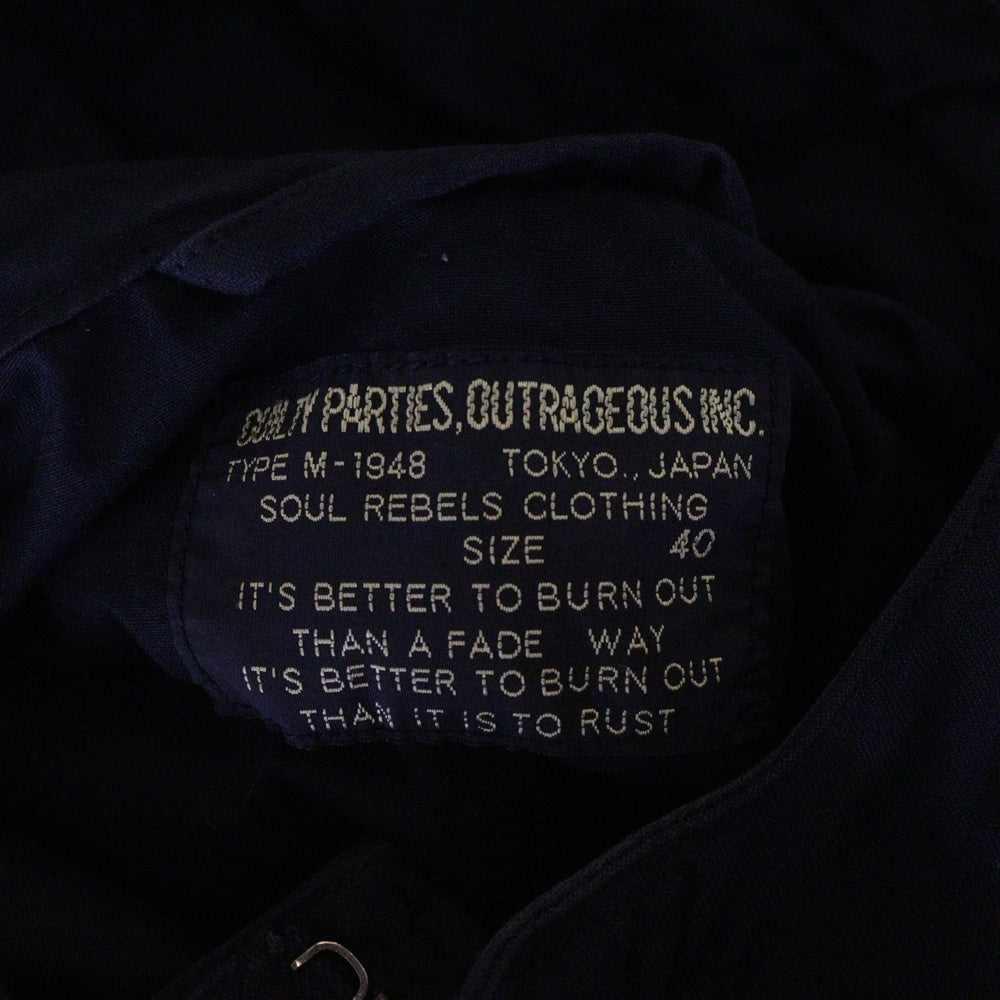 GUILTY PARTIES, OUTRAGEOUS INC.
TYPE M-1948 TOKYO., JAPAN
SOUL REBELS CLOTHING
SIZE 40
IT'S BETTER TO BURN OUT
THAN A FADE WAY
IT'S BETTER TO BURN OUT
THAN IT IS TO RUST